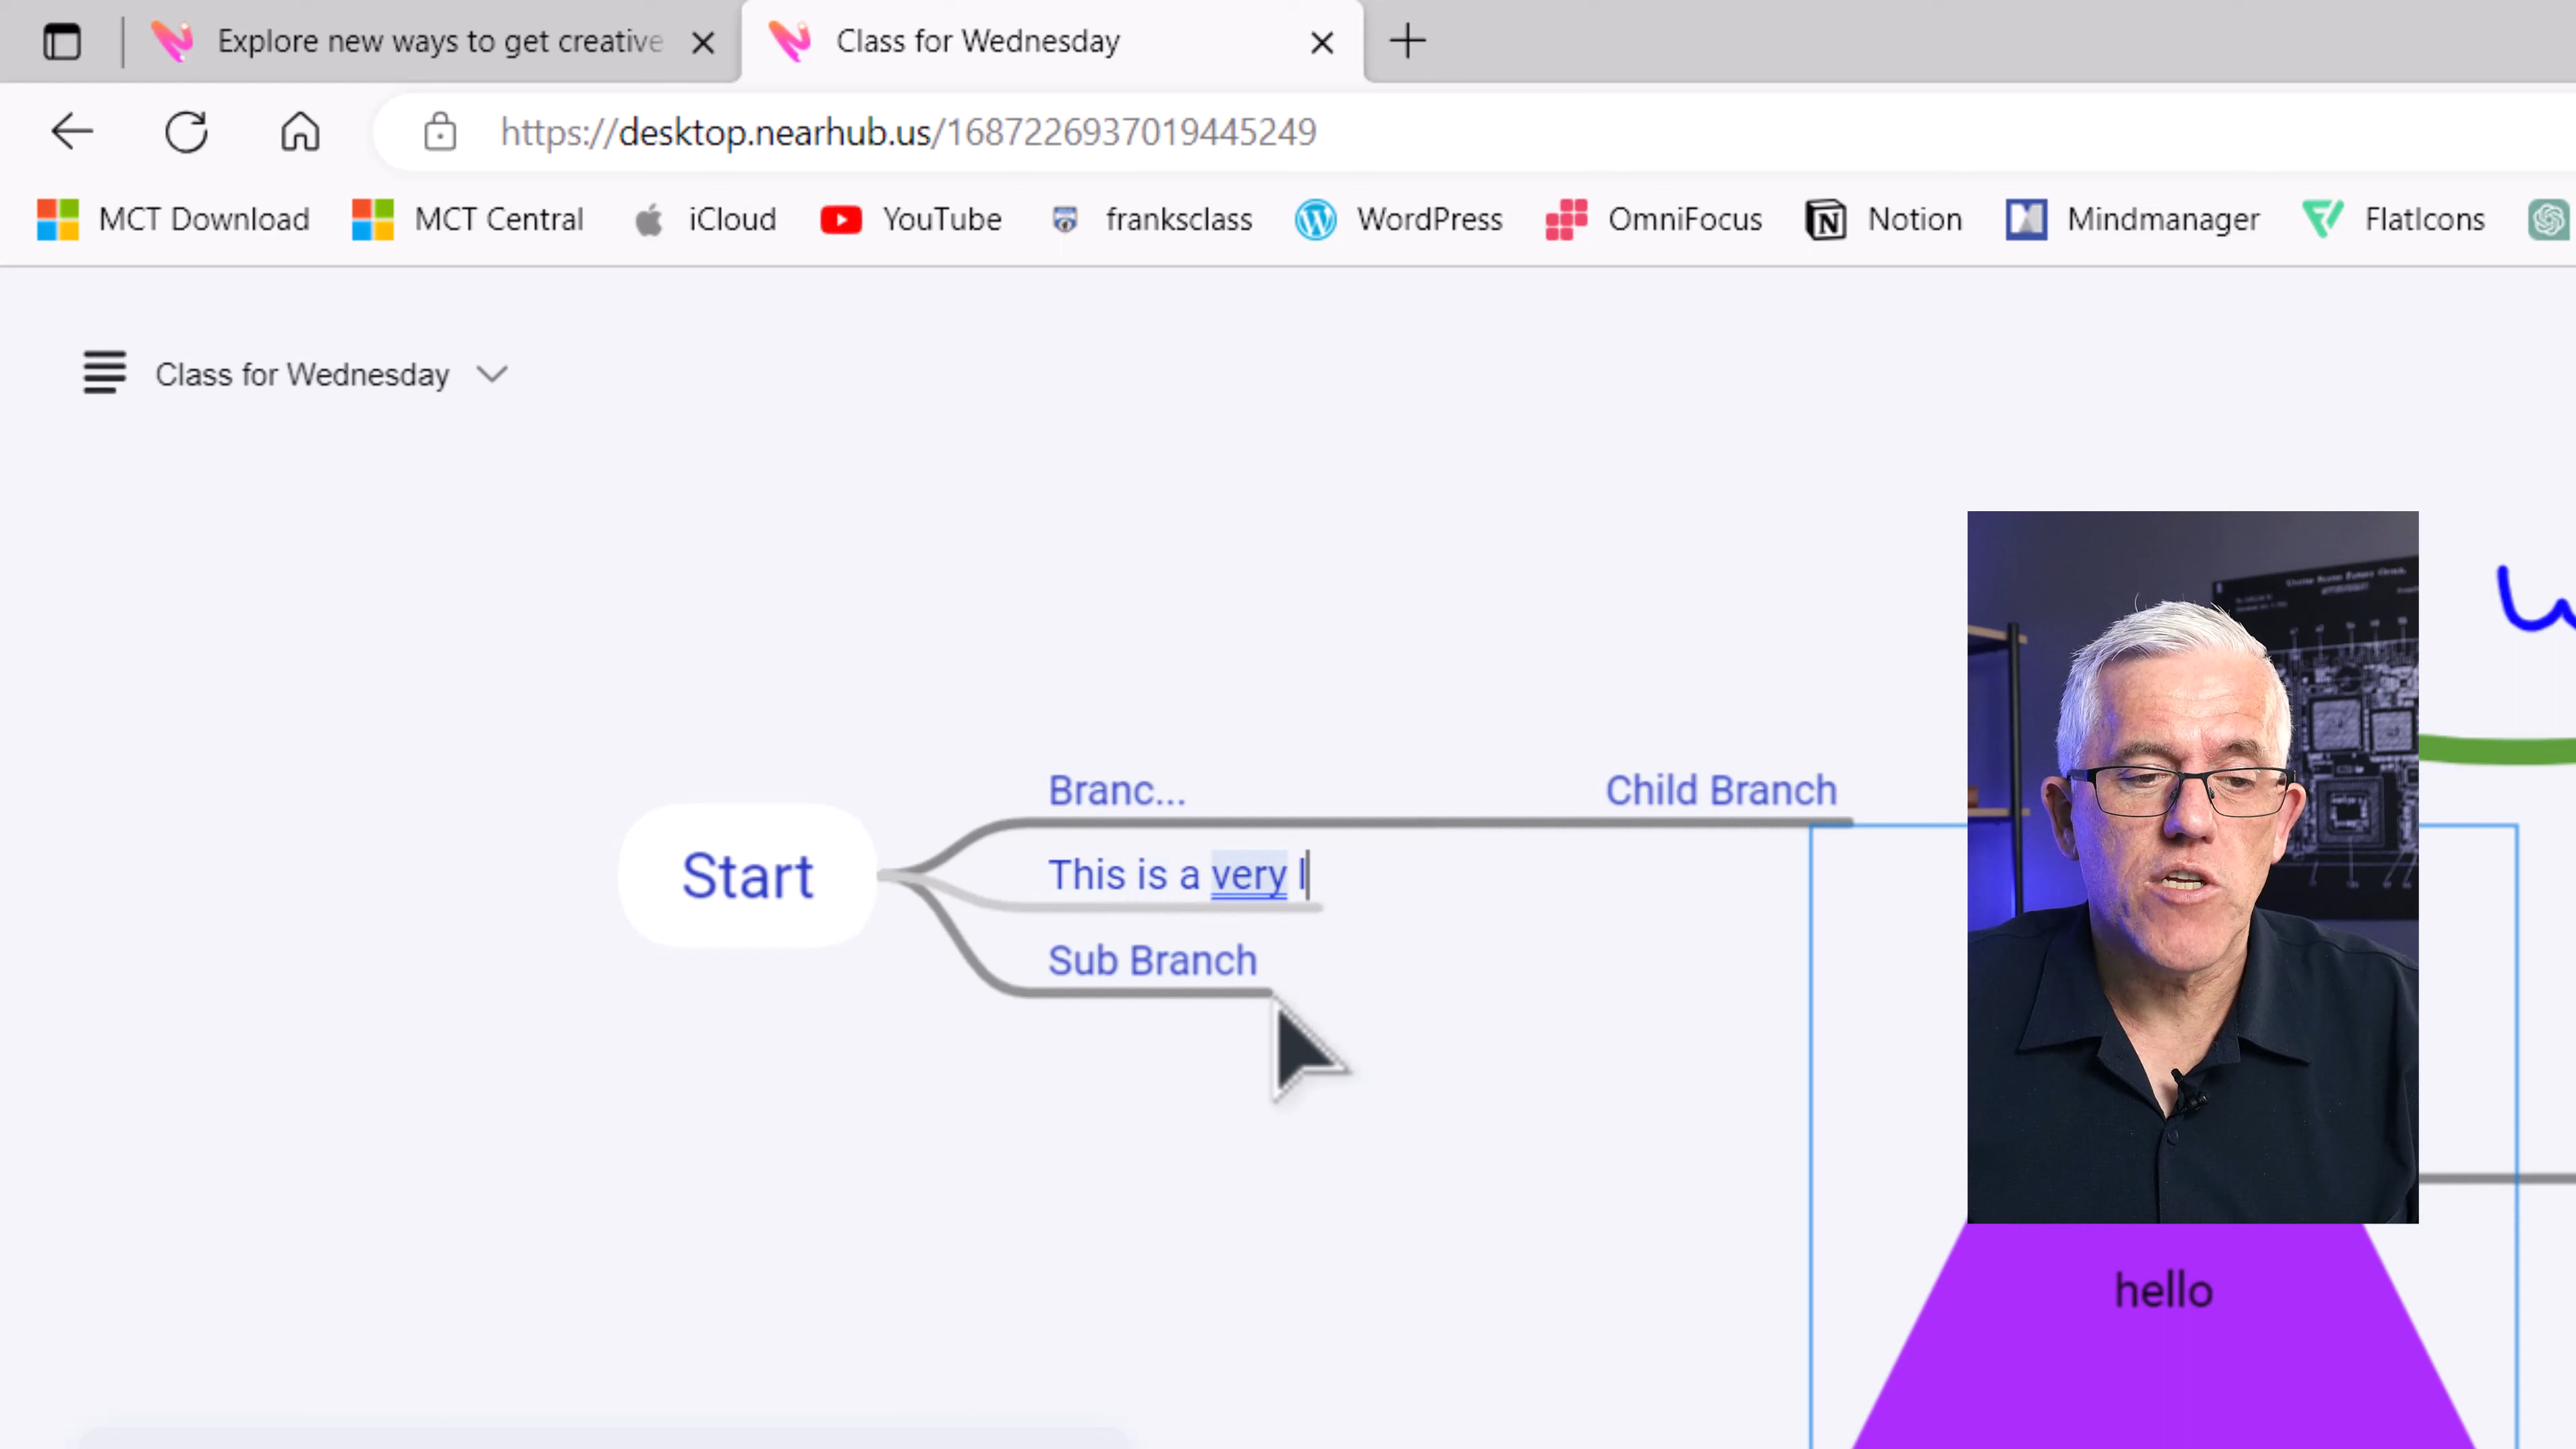 Explore new ways to get creative
Class for Wednesday
https://desktop.nearhub.us/1687226937019445249
MCT Download MCT Central iCloud YouTube franksclass WordPress OmniFocus Notion Mindmanager FlatIcons
Class for Wednesday
Branc... Child Branch
Start
This is a very l
Sub Branch
hello